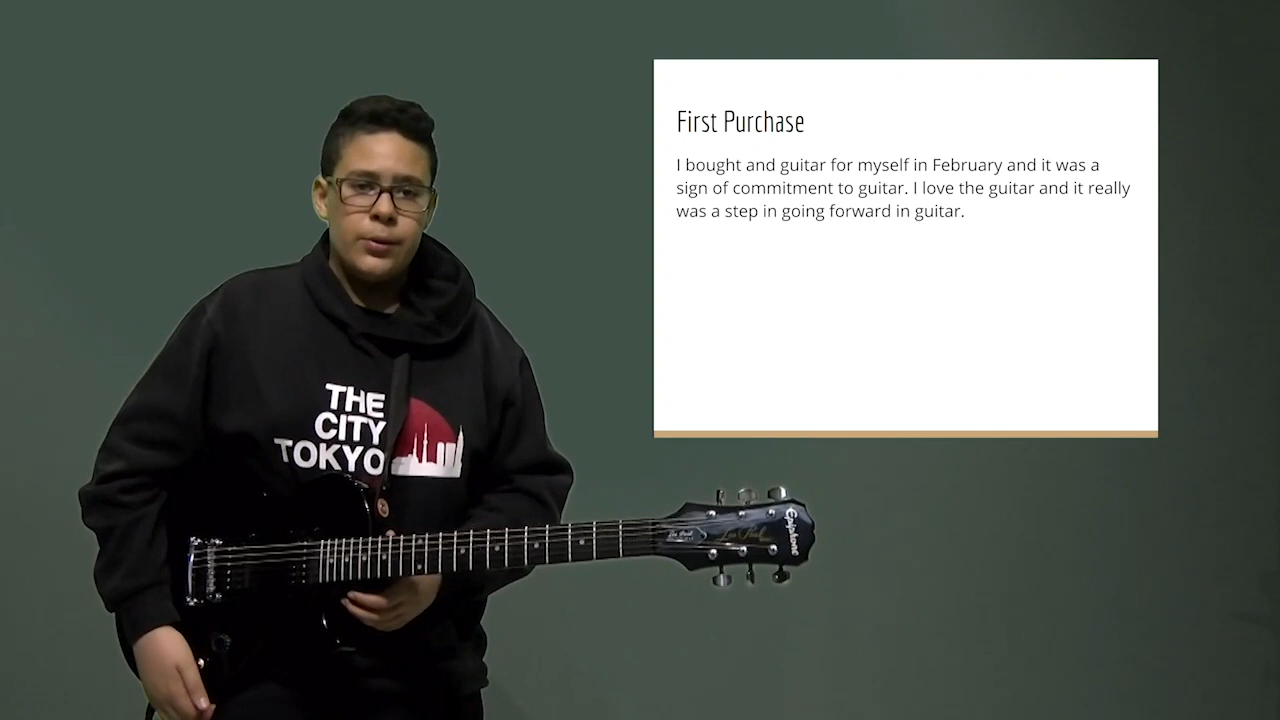 First Purchase
I bought and guitar for myself in February and it was a
sign of commitment to guitar. I love the guitar and it really
was a step in going forward in guitar.
THE
CITY
TOKYO
Epiphone